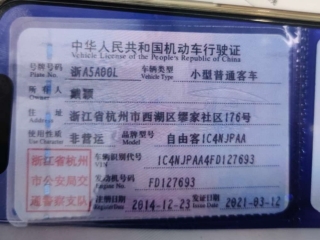 中华人民共和国机动车行驶证
Vehicle License of the People's Republic of China
号牌号码 浙A5A80L 车辆类型 小型普通客车
Plate No. Vehicle Type
所有人 戴颖
Owner
住址 浙江省杭州市西湖区缪家社区176号
Address
使用性质 非营运 品牌型号 自由客1C4NJPAA
Use Character Model
浙江省杭州 车辆识别代号 1C4NJPAA4FD127693
VIN
市公安局交 发动机号码 FD127693
Engine No.
通警察支队 注册日期 2014-12-23 发证日期 2021-03-12
Register Date Issue Date